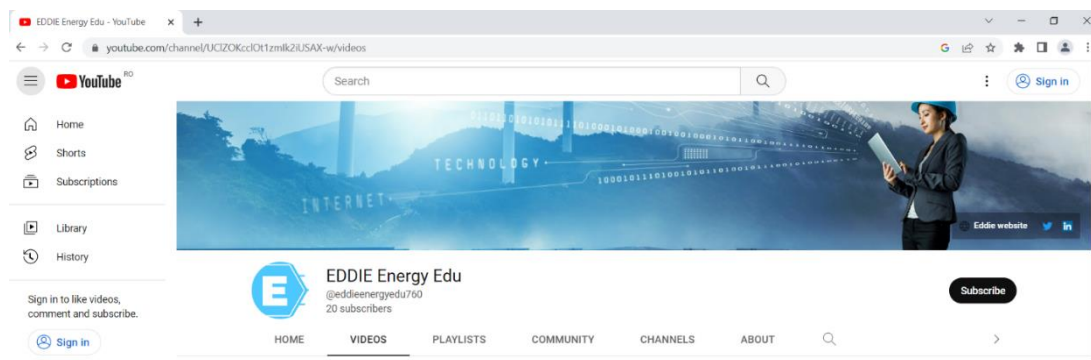 EDDIE Energy Edu - YouTube
youtube.com/channel/UCIZOKcclOt1zmIk2iUSAX-w/videos
YouTube RO
Search
Sign in
Home
Shorts
Subscriptions
Library
History
Sign in to like videos,
comment and subscribe.
Sign in
TECHNOLOGY
INTERNET
Eddie website
EDDIE Energy Edu
@eddieenergyedu760
20 subscribers
Subscribe
HOME VIDEOS PLAYLISTS COMMUNITY CHANNELS ABOUT